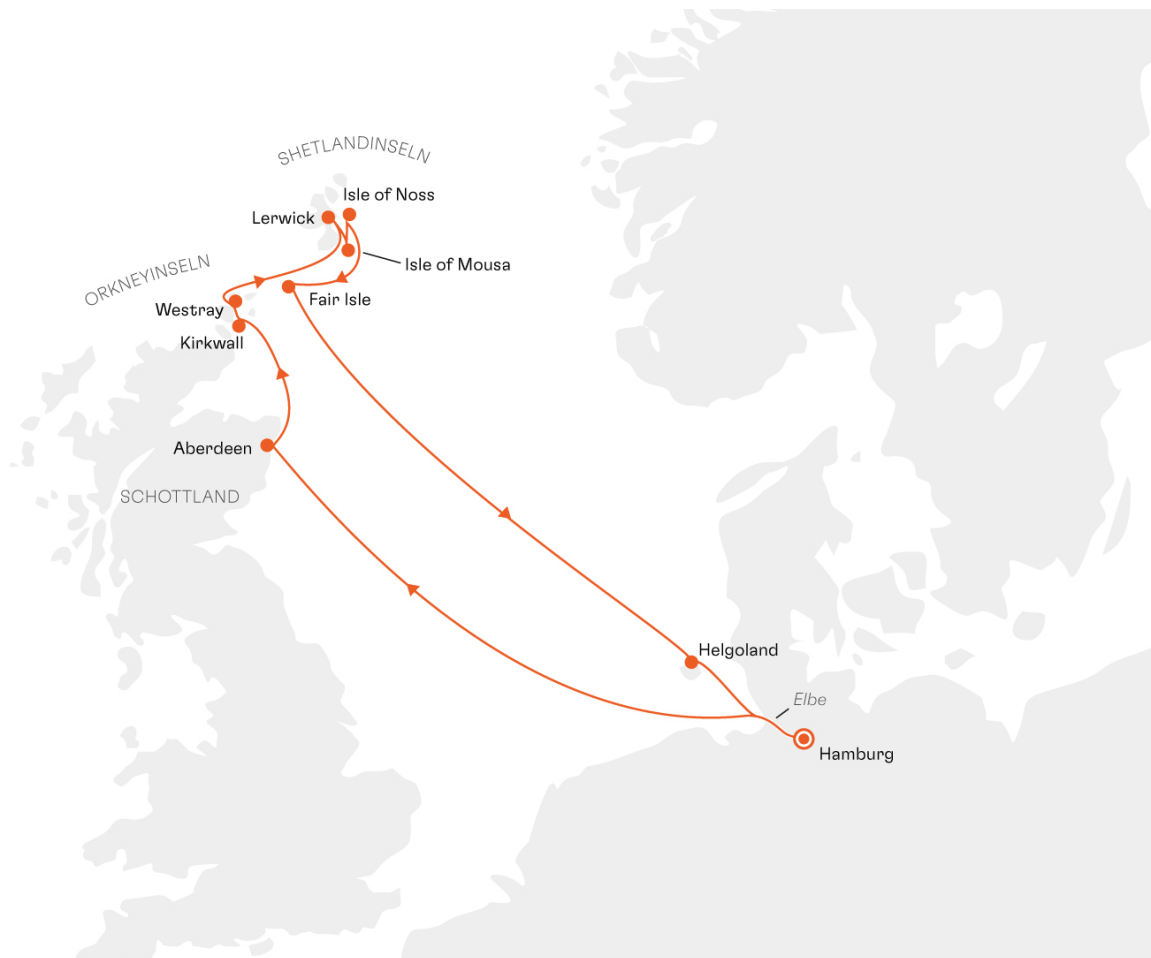 SHETLANDINSELN
Isle of Noss
Lerwick
Isle of Mousa
ORKNEYINSELN
Fair Isle
Westray
Kirkwall
Aberdeen
SCHOTTLAND
Helgoland
Elbe
Hamburg